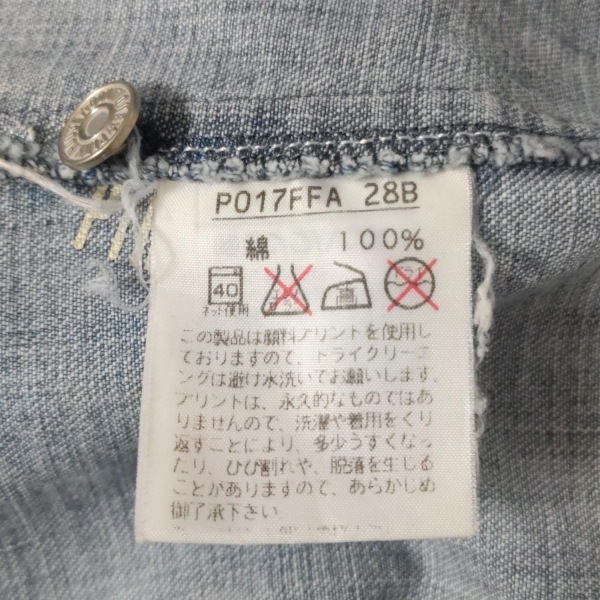 P017FFA 28B
綿 100%
40
ネット使用
この製品は顔料プリントを使用し
ておりますので、ドライクリーニ
ングは避け水洗いでお願いします。
プリントは、永久的なものではあ
りませんので、洗濯や着用をくり
返すことにより、多少うすくなっ
たり、ひび割れや、脱落を生じる
ことがありますので、あらかじめ
御了承下さい